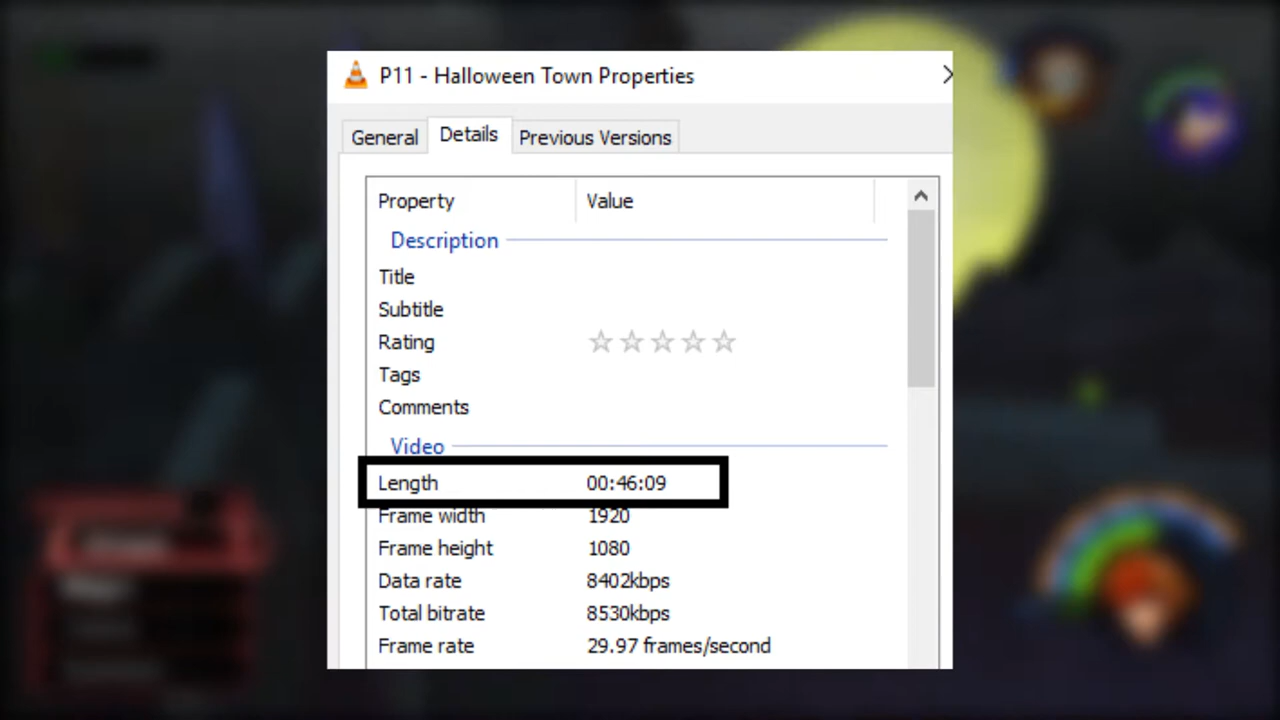 P11 - Halloween Town Properties
General Details Previous Versions
Property Value
Description
Title
Subtitle
Rating
Tags
Comments
Video
Length 00:46:09
Frame width 1920
Frame height 1080
Data rate 8402kbps
Total bitrate 8530kbps
Frame rate 29.97 frames/second